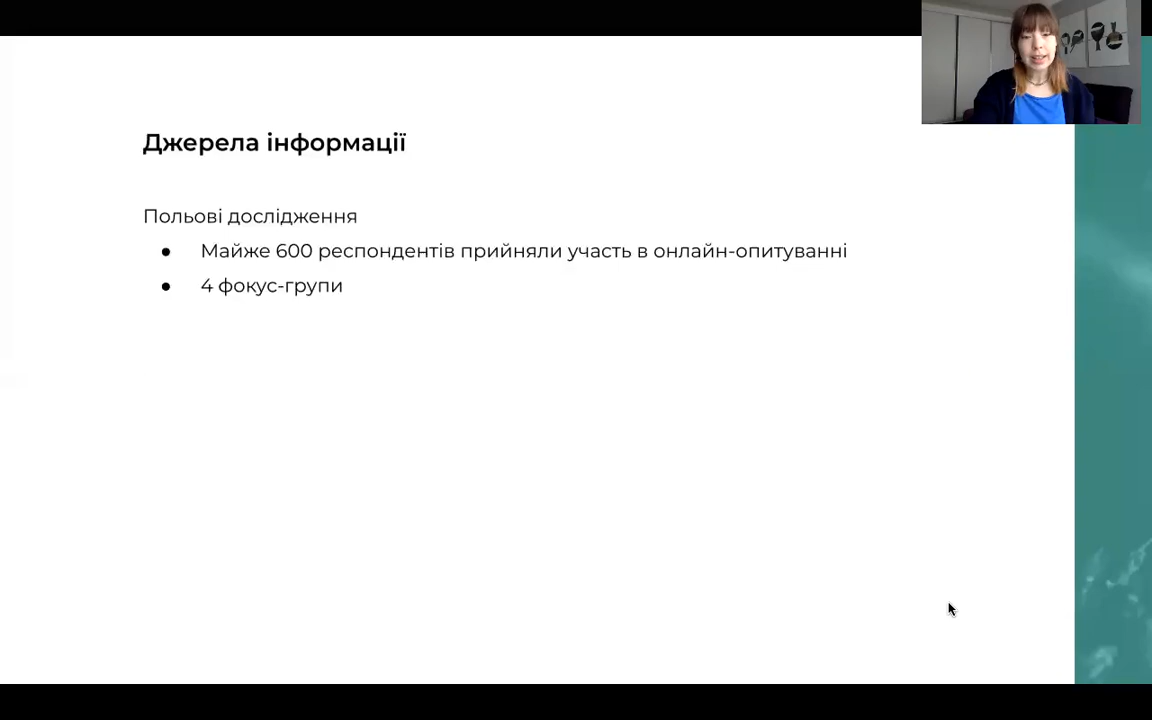 Джерела інформації
Польові дослідження
● Майже 600 респондентів прийняли участь в онлайн-опитуванні
● 4 фокус-групи